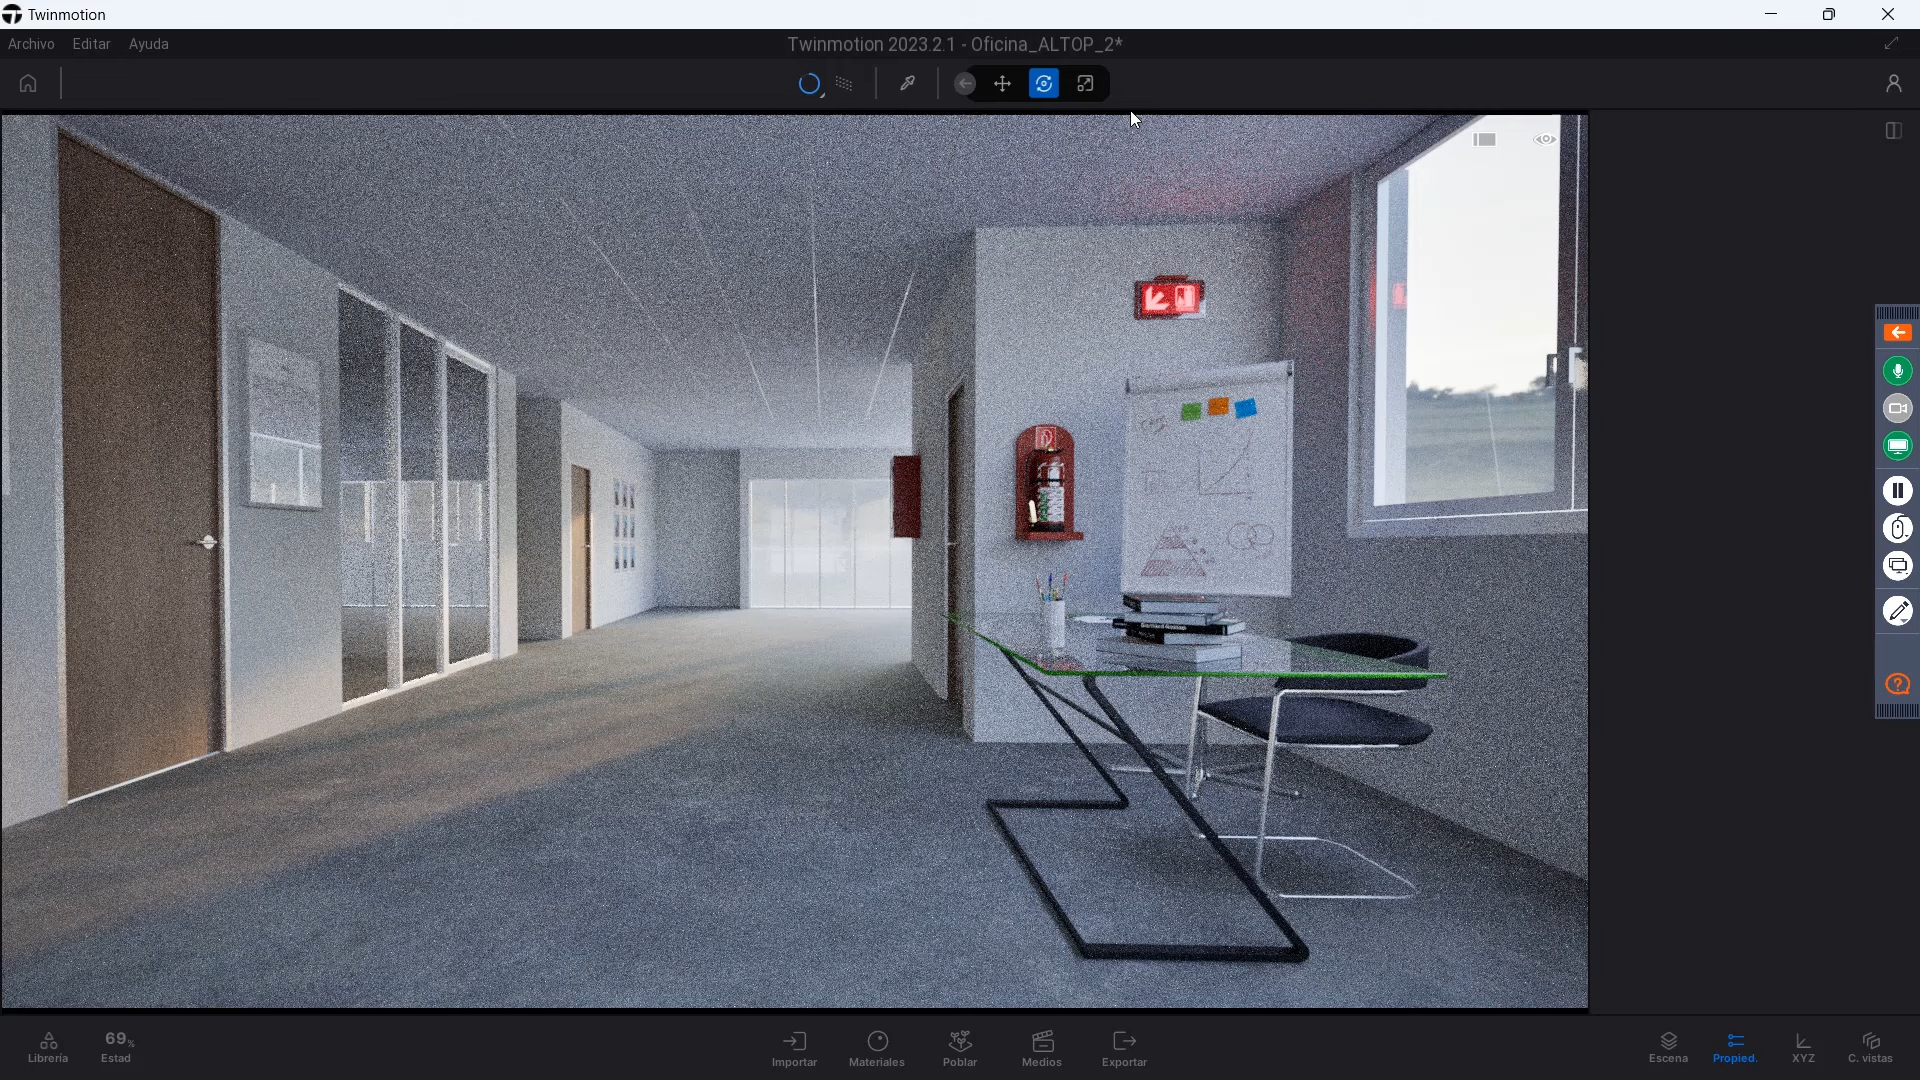 Twinmotion
Archivo Editar Ayuda
Twinmotion 2023.2.1 - Oficina_ALTOP_2*
Librería
69%
Estad
Importar
Materiales
Poblar
Medios
Exportar
Escena
Propied.
XYZ
C. vistas